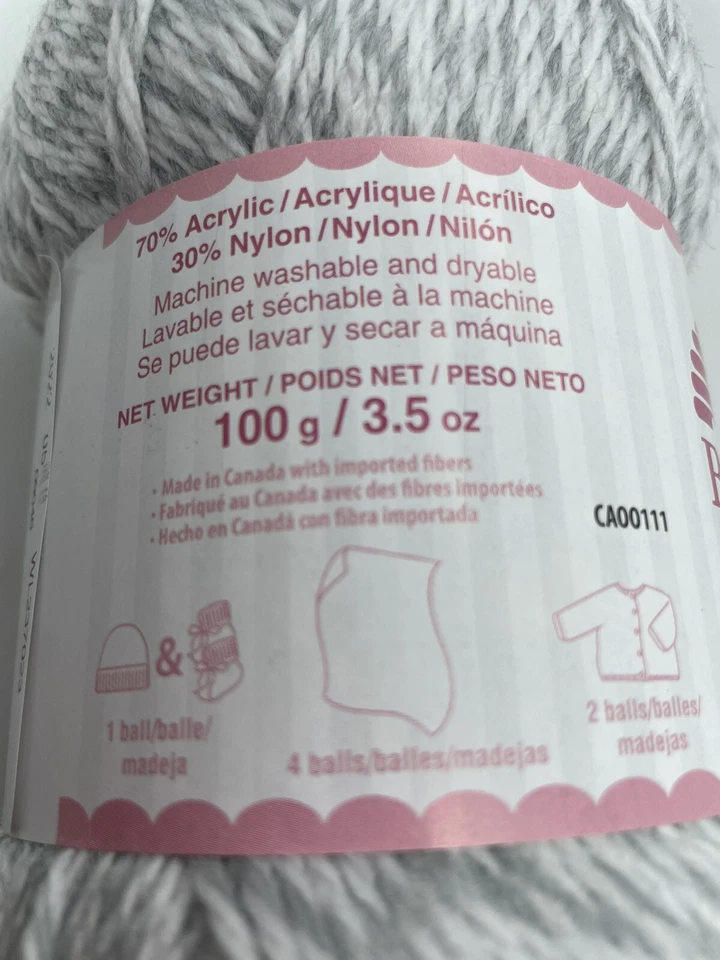 70% Acrylic / Acrylique / Acrílico
30% Nylon / Nylon / Nilón
Machine washable and dryable
Lavable et séchable à la machine
Se puede lavar y secar a máquina
NET WEIGHT / POIDS NET / PESO NETO
100 g / 3.5 oz
• Made in Canada with imported fibers
• Fabriqué au Canada avec des fibres importées
• Hecho en Canadá con fibra importada
CA00111
&
1 ball/balle/
madeja
4 balls/balles/madejas
2 balls/balles/
madejas